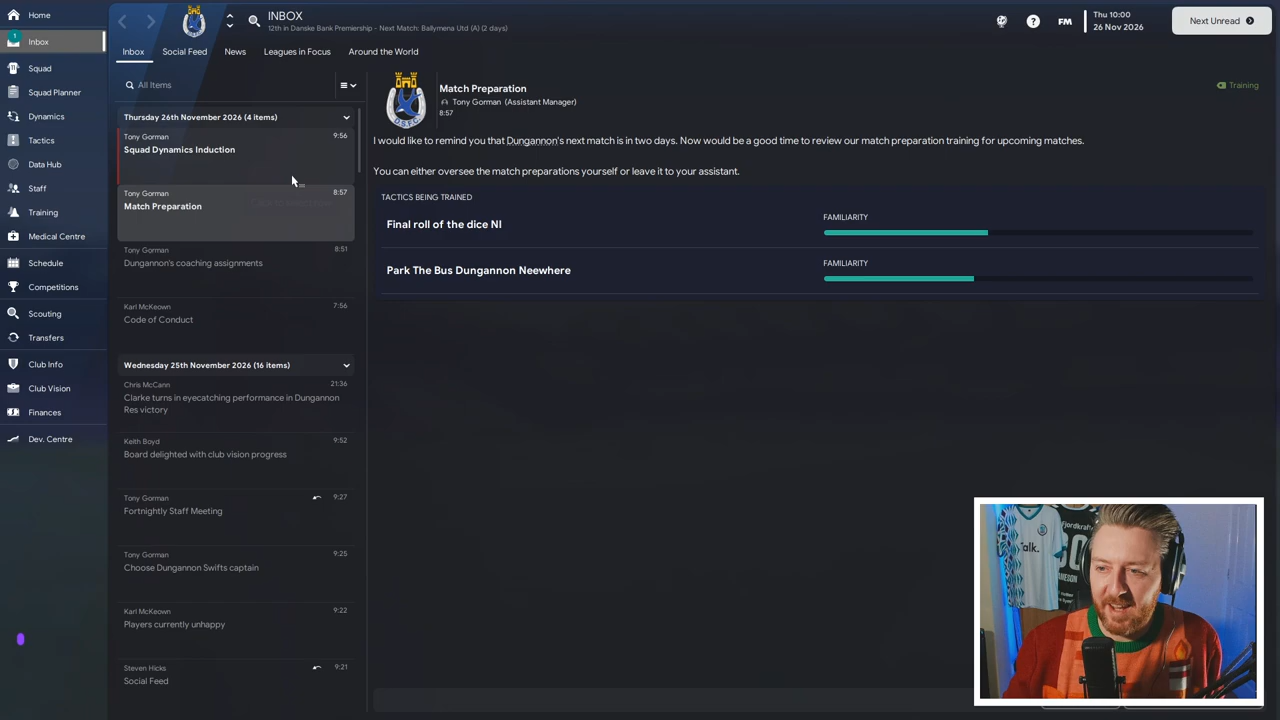 Home
1
Inbox
Squad
Squad Planner
Dynamics
Tactics
Data Hub
Staff
Training
Medical Centre
Schedule
Competitions
Scouting
Transfers
Club Info
Club Vision
Finances
Dev. Centre
INBOX
12th in Danske Bank Premiership - Next Match: Ballymena Utd (A) (2 days)
FM
Thu 10:00
26 Nov 2026
Next Unread
Inbox
Social Feed
News
Leagues in Focus
Around the World
All Items
Thursday 26th November 2026 (4 items)
Tony Gorman
9:56
Squad Dynamics Induction
Tony Gorman
8:57
Match Preparation
Tony Gorman
8:51
Dungannon's coaching assignments
Karl McKeown
7:56
Code of Conduct
Wednesday 25th November 2026 (16 items)
Chris McCann
21:36
Clarke turns in eyecatching performance in Dungannon
Res victory
Keith Boyd
9:52
Board delighted with club vision progress
Tony Gorman
9:27
Fortnightly Staff Meeting
Tony Gorman
9:25
Choose Dungannon Swifts captain
Karl McKeown
9:22
Players currently unhappy
Steven Hicks
9:21
Social Feed
Match Preparation
Tony Gorman (Assistant Manager)
8:57
Training
I would like to remind you that Dungannon's next match is in two days. Now would be a good time to review our match preparation training for upcoming matches.
You can either oversee the match preparations yourself or leave it to your assistant.
TACTICS BEING TRAINED
Final roll of the dice NI
FAMILIARITY
Park The Bus Dungannon Neewhere
FAMILIARITY
Talk.
Fjordkraft